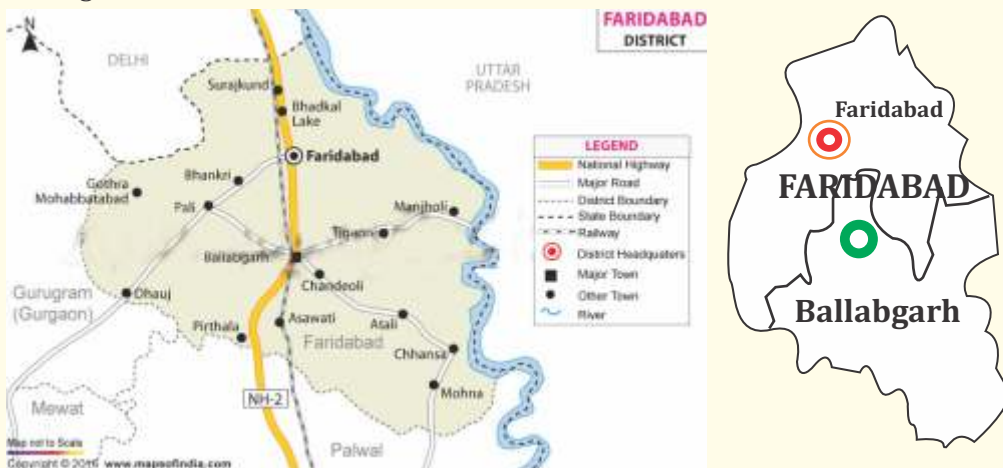 FARIDABAD
DISTRICT
N
DELHI
UTTAR
PRADESH
Surajkund
Bhadkal
Lake
Faridabad
Bhankri
Gothra
Mohabbatabad
Pali
Manjholi
Tigaon
Ballabgarh
Chandeoli
Gurugram
(Gurgaon)
Dhauj
Pirthala
Asawati
Atali
Faridabad
Chhansa
Mohna
NH-2
Mewat
Palwal
Map not to Scale
Copyright © 2016 www.mapsofindia.com
LEGEND
National Highway
Major Road
District Boundary
State Boundary
Railway
District Headquaters
Major Town
Other Town
River
Faridabad
FARIDABAD
Ballabgarh